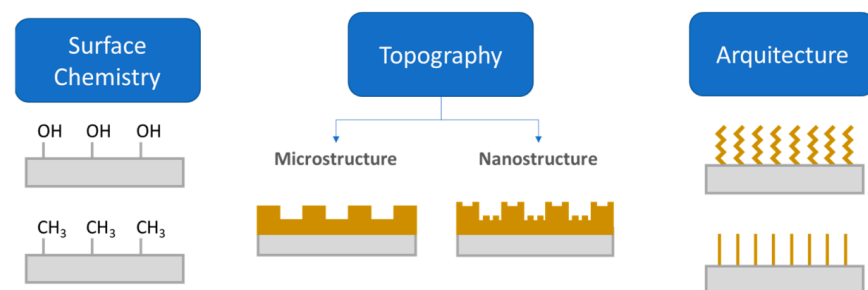 Surface
Chemistry
Topography
Arquitecture
OH OH OH
Microstructure
Nanostructure
CH₃ CH₃ CH₃